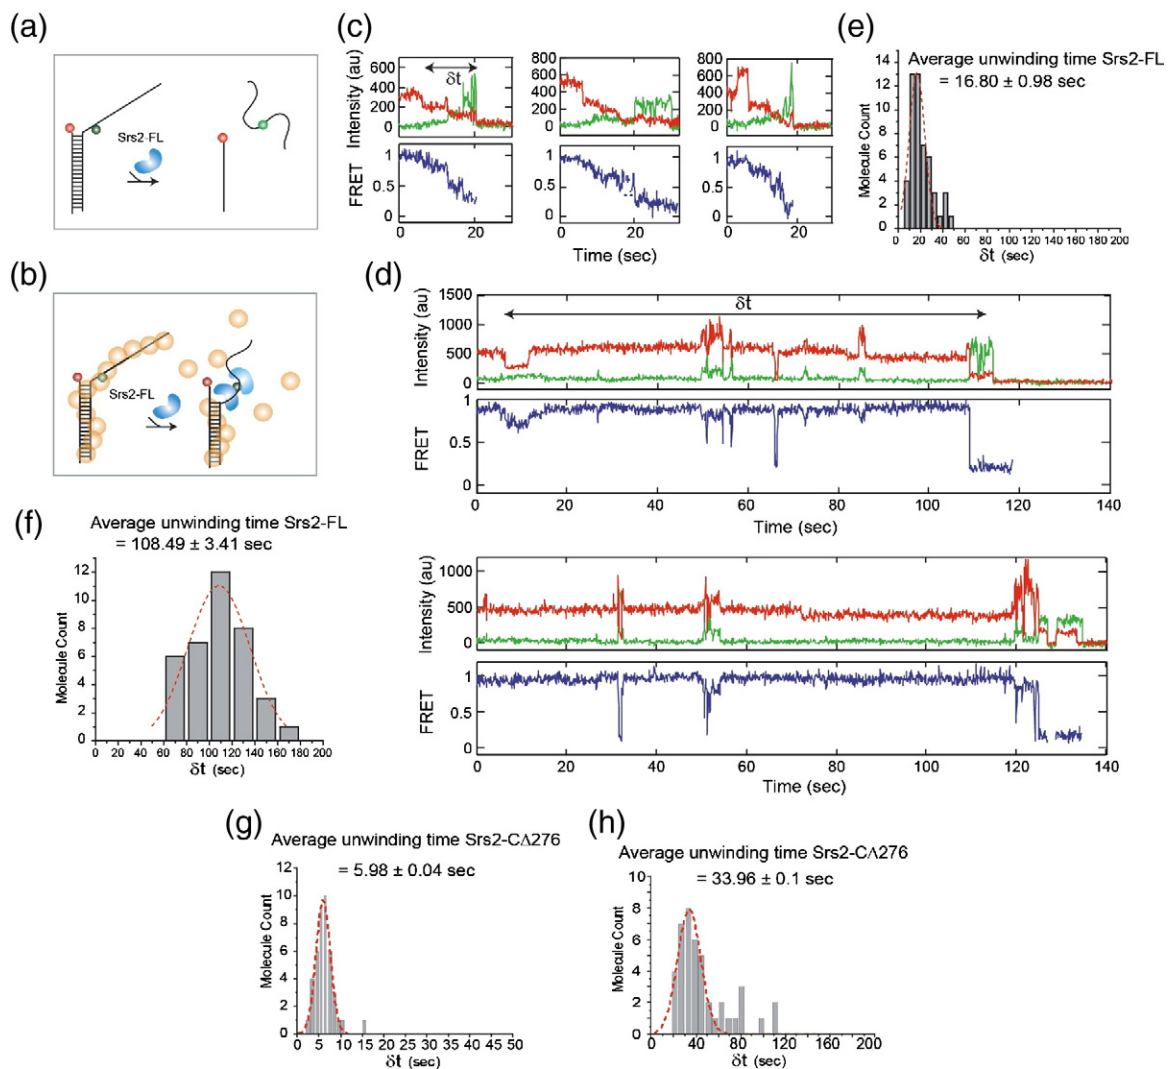 (a)
Srs2-FL
(b)
Srs2-FL
(c)
Intensity (au)
600
400
200
0
δt
800
600
400
200
0
800
600
400
200
0
FRET
1
0.5
0
1
0.5
0
1
0.5
0
0 20
0 20
0 20
Time (sec)
(e)
Average unwinding time Srs2-FL
= 16.80 ± 0.98 sec
Molecule Count
14
12
10
8
6
4
2
0
20 40 60 80 100 120 140 160 200
δt (sec)
(d)
Intensity (au)
1500
1000
500
0
δt
FRET
1
0.5
0
0 20 40 60 80 100 120 140
Time (sec)
Intensity (au)
1000
500
0
FRET
1
0.5
0
0 20 40 60 80 100 120 140
Time (sec)
(f)
Average unwinding time Srs2-FL
= 108.49 ± 3.41 sec
Molecule Count
12
10
8
6
4
2
0
0 20 40 60 80 100 120 140 160 180 200
δt (sec)
(g)
Average unwinding time Srs2-CΔ276
= 5.98 ± 0.04 sec
Molecule Count
12
10
8
6
4
2
0
0 5 10 15 20 25 30 35 40 45 50
δt (sec)
(h)
Average unwinding time Srs2-CΔ276
= 33.96 ± 0.1 sec
Molecule Count
10
8
6
4
2
0
0 40 80 120 160 200
δt (sec)